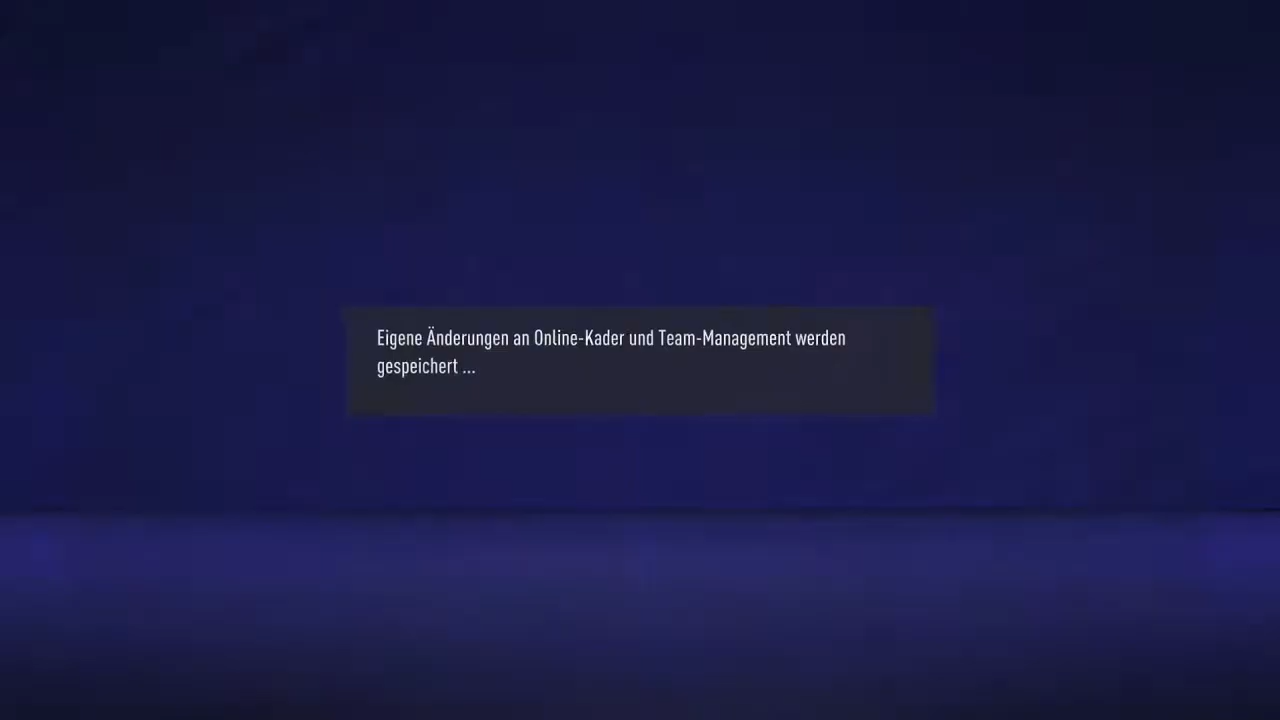 Eigene Änderungen an Online-Kader und Team-Management werden
gespeichert ...